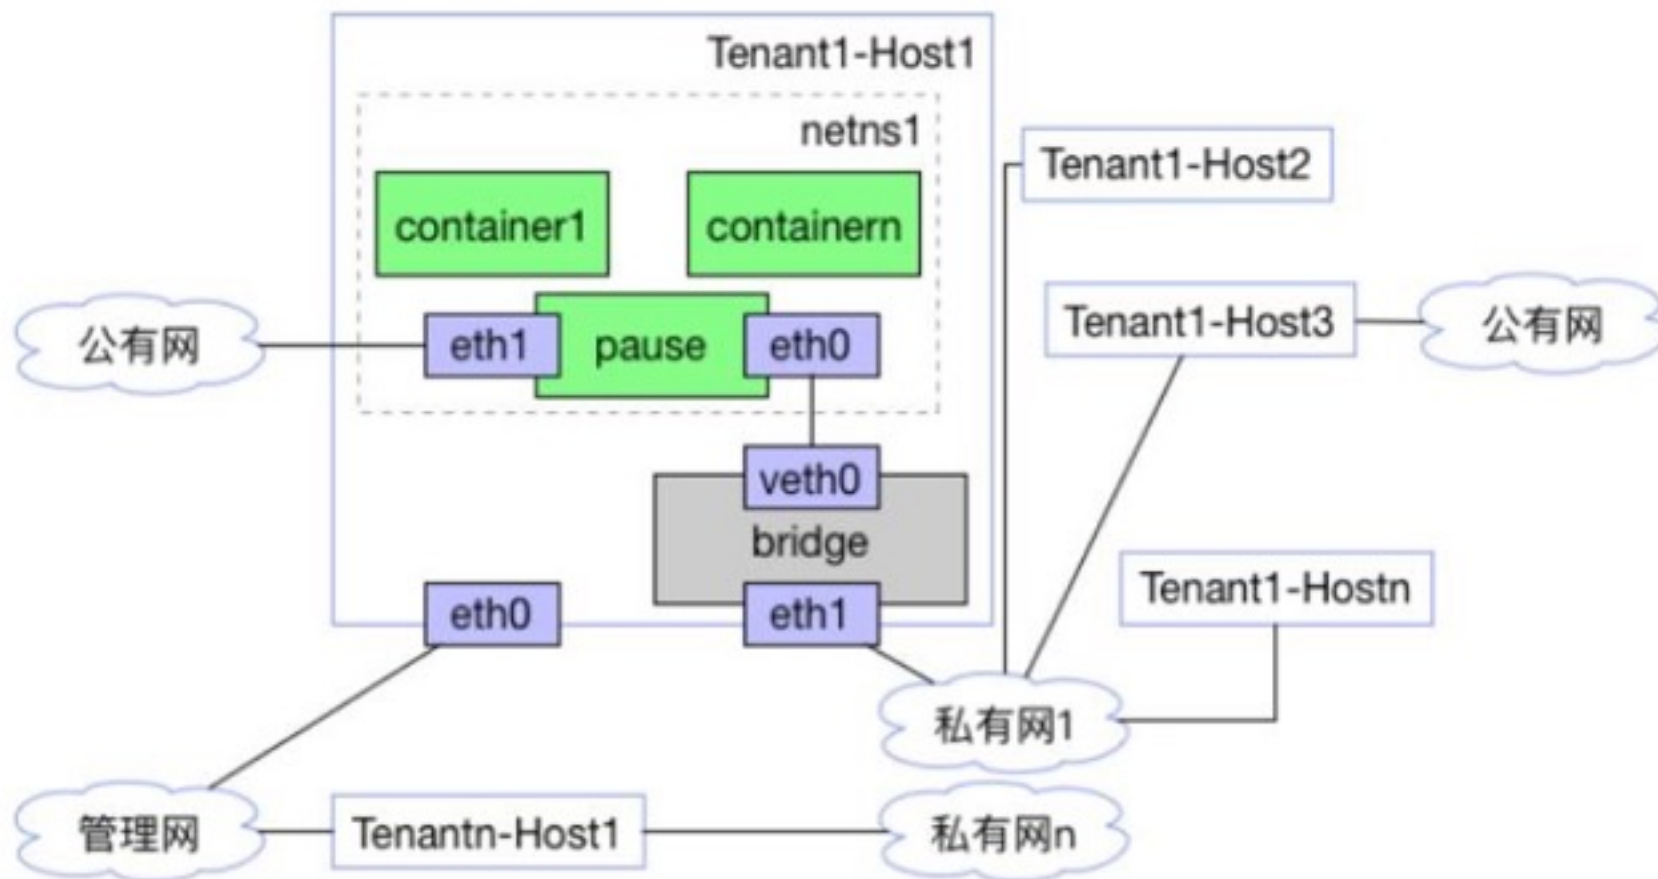 Tenant1-Host1
netns1
Tenant1-Host2
container1
containern
Tenant1-Host3
公有网
公有网
eth1
pause
eth0
veth0
bridge
Tenant1-Hostn
eth0
eth1
私有网1
管理网
Tenantn-Host1
私有网n